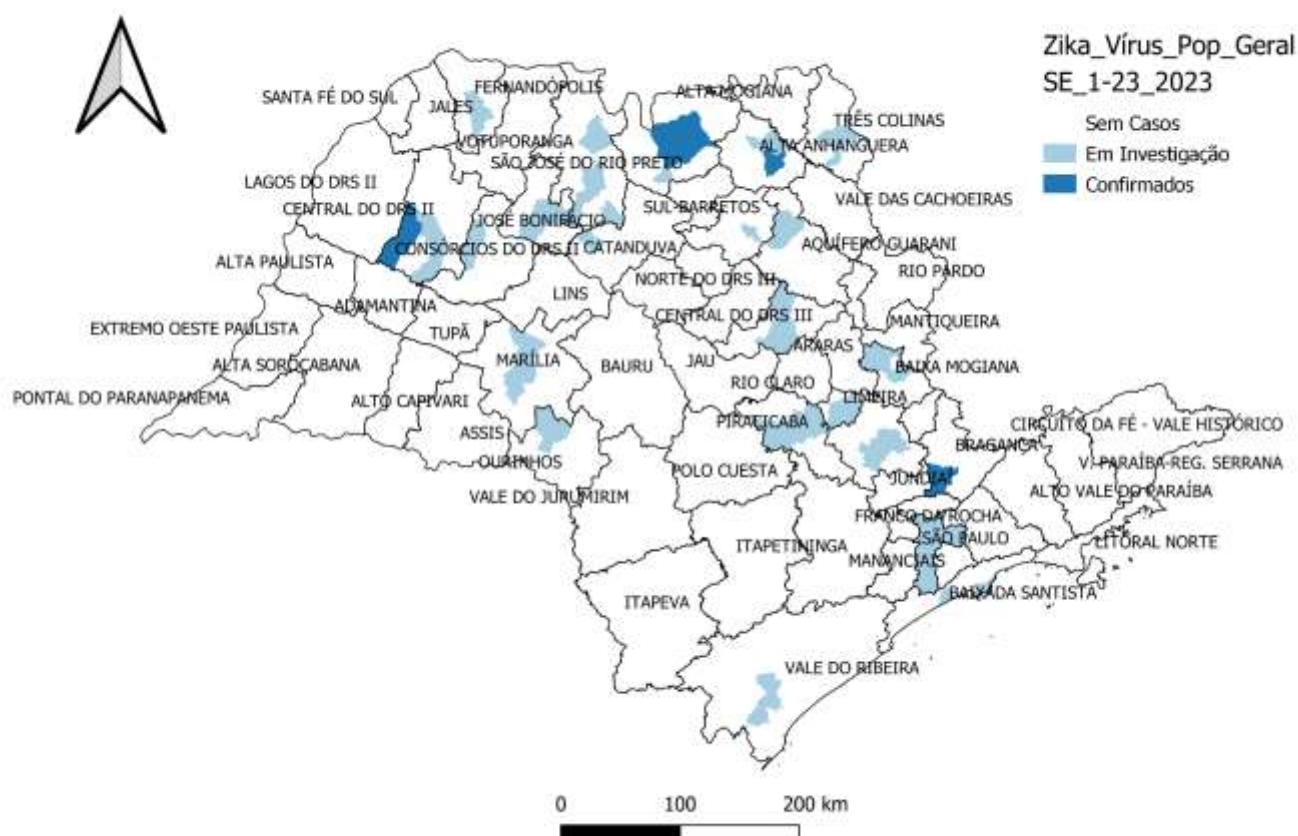 Zika_Vírus_Pop_Geral
SE_1-23_2023
Sem Casos
Em Investigação
Confirmados
SANTA FÉ DO SUL
JALES
FERNANDÓPOLIS
ALTA MOGIANA
TRÊS COLINAS
VOTUPORANGA
ALTA ANHANGUERA
SÃO JOSÉ DO RIO PRETO
LAGOS DO DRS II
CENTRAL DO DRS II
SUL-BARRETOS
VALE DAS CACHOEIRAS
JOSÉ BONIFÁCIO
CONSÓRCIOS DO DRS II
CATANDUVA
AQUÍFERO GUARANI
ALTA PAULISTA
NORTE DO DRS III
RIO PARDO
LINS
ADAMANTINA
CENTRAL DO DRS III
MANTIQUEIRA
EXTREMO OESTE PAULISTA
TUPÃ
ARARAS
ALTA SOROCABANA
MARÍLIA
BAURU
JAU
BAIXA MOGIANA
RIO CLARO
PONTAL DO PARANAPANEMA
ALTO CAPIVARI
LIMEIRA
PIRACICABA
CIRCUITO DA FÉ - VALE HISTÓRICO
ASSIS
BRAGANÇA
OURINHOS
POLO CUESTA
V. PARAÍBA-REG. SERRANA
JUNDIAÍ
ALTO VALE DO PARAÍBA
VALE DO JURUMIRIM
FRANCO DA ROCHA
SÃO PAULO
LITORAL NORTE
ITAPETININGA
MANANCIAIS
BAIXADA SANTISTA
ITAPEVA
VALE DO RIBEIRA
0 100 200 km